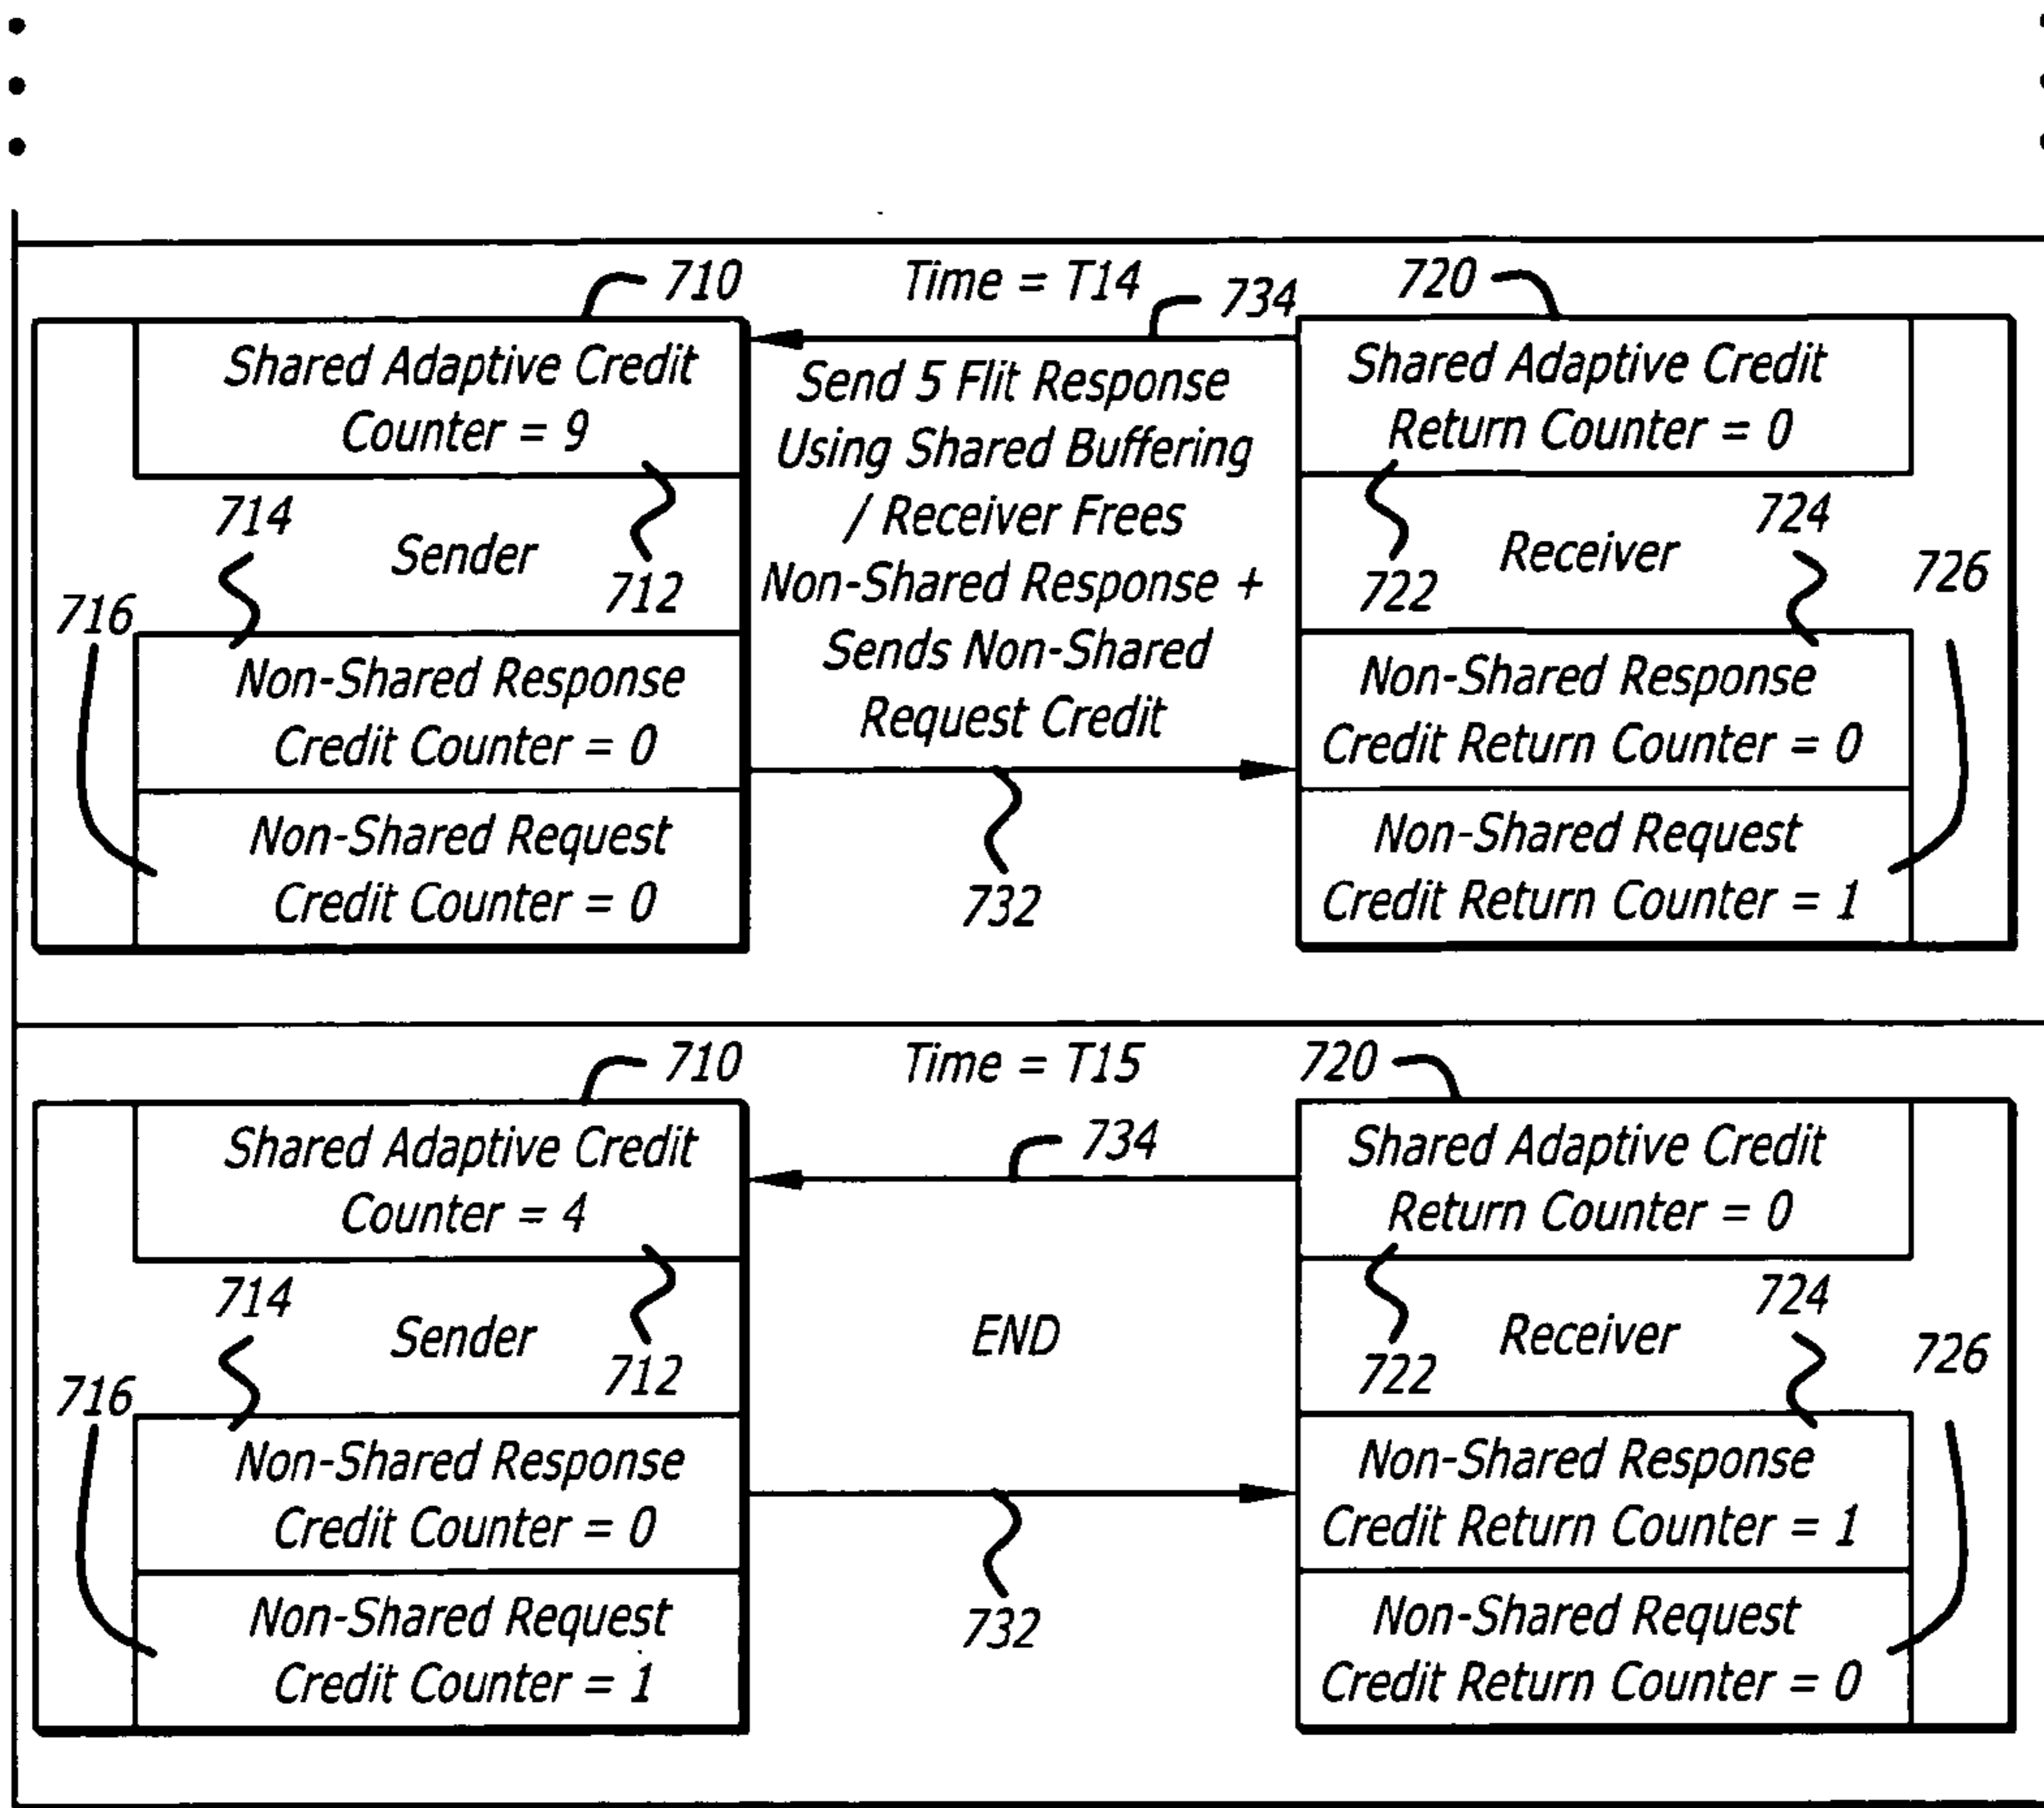 710
Time = T14
720
734
Shared Adaptive Credit
Counter = 9
Send 5 Flit Response
Using Shared Buffering
/ Receiver Frees
Non-Shared Response +
Sends Non-Shared
Request Credit
Shared Adaptive Credit
Return Counter = 0
714
Sender
712
722
Receiver
724
726
716
Non-Shared Response
Credit Counter = 0
Non-Shared Response
Credit Return Counter = 0
Non-Shared Request
Credit Counter = 0
732
Non-Shared Request
Credit Return Counter = 1
710
Time = T15
720
734
Shared Adaptive Credit
Counter = 4
Shared Adaptive Credit
Return Counter = 0
714
Sender
712
END
722
Receiver
724
726
716
Non-Shared Response
Credit Counter = 0
Non-Shared Response
Credit Return Counter = 1
Non-Shared Request
Credit Counter = 1
732
Non-Shared Request
Credit Return Counter = 0